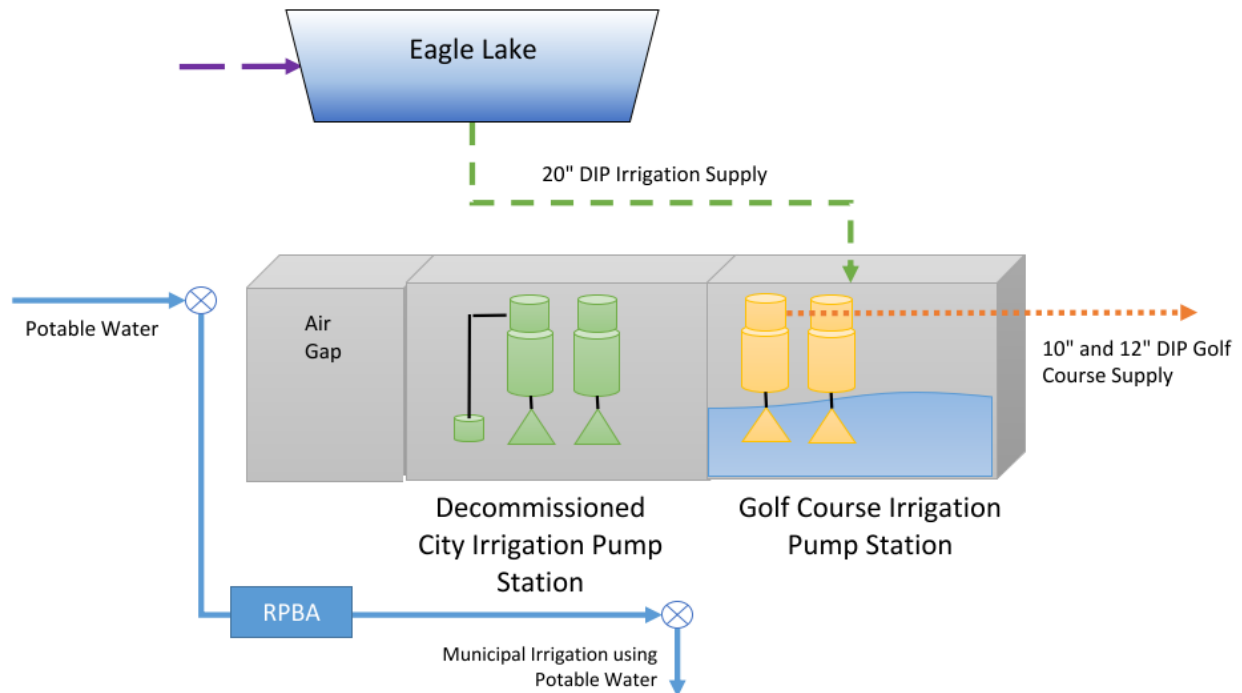 Eagle Lake
20" DIP Irrigation Supply
Potable Water
Air
Gap
10" and 12" DIP Golf
Course Supply
Decommissioned
City Irrigation Pump
Station
Golf Course Irrigation
Pump Station
RPBA
Municipal Irrigation using
Potable Water